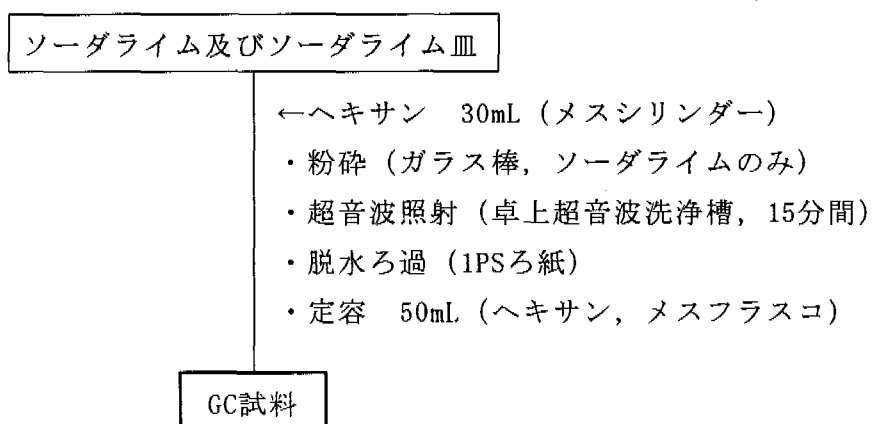 ソーダライム及びソーダライム皿
←ヘキサン 30mL（メスシリンダー）
・粉砕（ガラス棒，ソーダライムのみ）
・超音波照射（卓上超音波洗浄槽，15分間）
・脱水ろ過（1PSろ紙）
・定容 50mL（ヘキサン，メスフラスコ）
GC試料